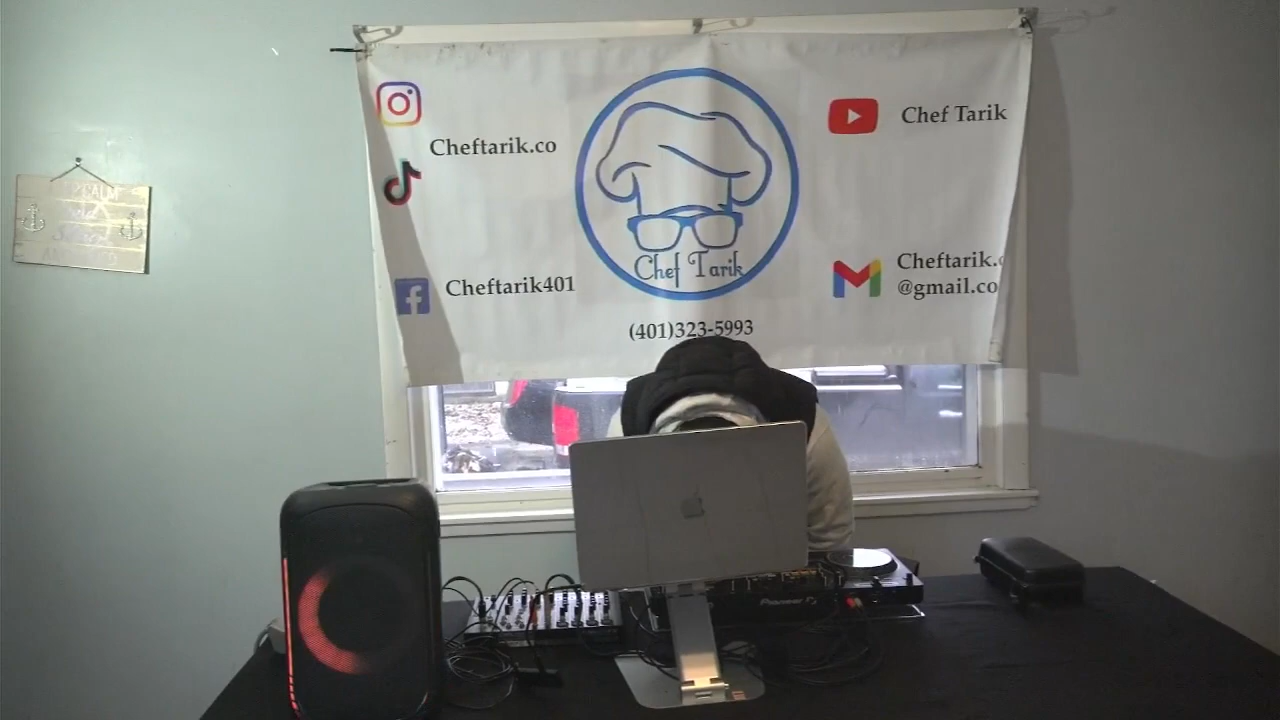 Cheftarik.co
Cheftarik401
Chef Tarik
(401)323-5993
Chef Tarik
Cheftarik.c
@gmail.co
Pioneer